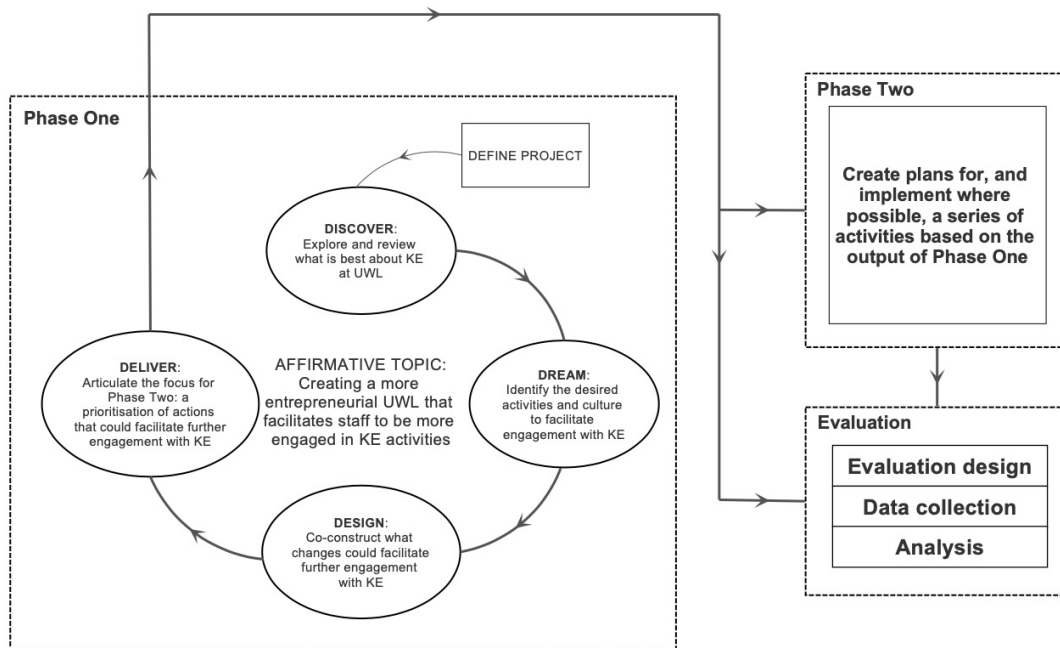 Phase One
DEFINE PROJECT
DISCOVER:
Explore and review
what is best about KE
at UWL
DREAM:
Identify the desired
activities and culture
to facilitate
engagement with KE
DESIGN:
Co-construct what
changes could facilitate
further engagement
with KE
DELIVER:
Articulate the focus for
Phase Two: a
prioritisation of actions
that could facilitate further
engagement with KE
AFFIRMATIVE TOPIC:
Creating a more
entrepreneurial UWL that
facilitates staff to be more
engaged in KE activities
Phase Two
Create plans for, and
implement where
possible, a series of
activities based on the
output of Phase One
Evaluation
Evaluation design
Data collection
Analysis